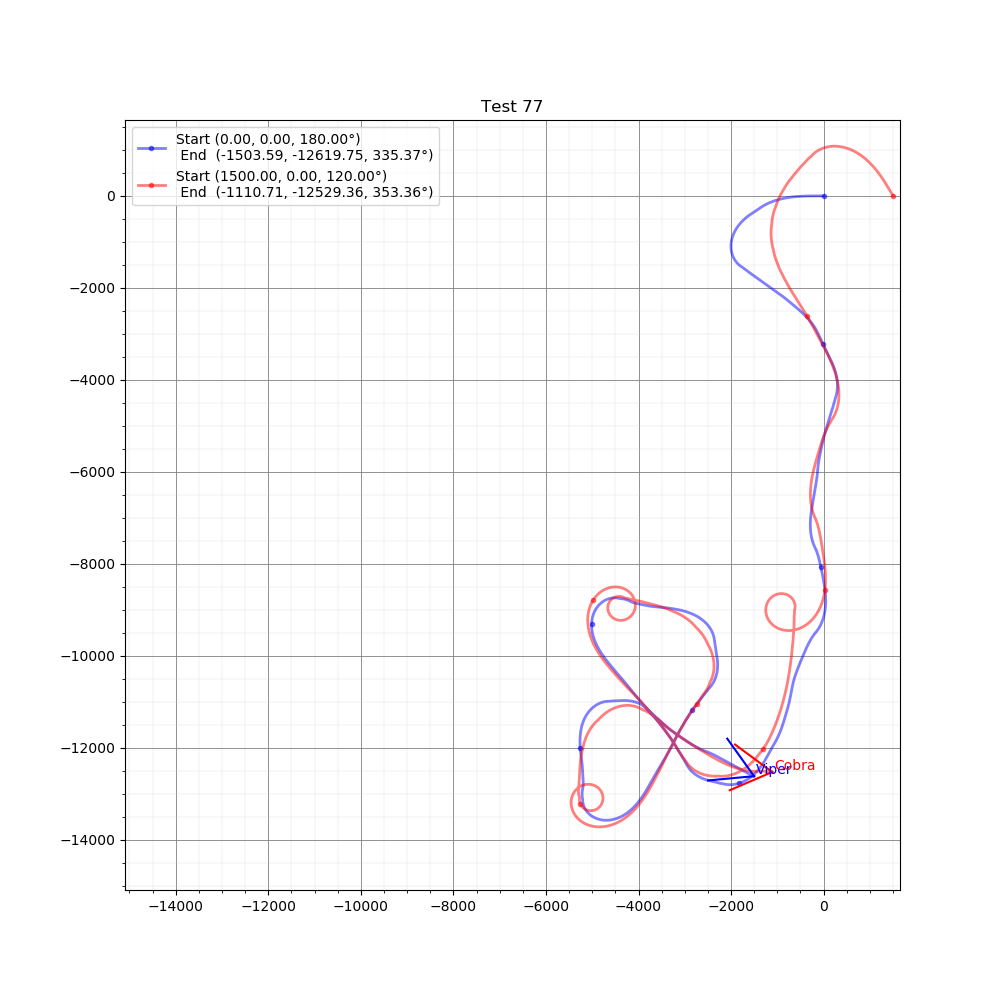 Test 77
Start (0.00, 0.00, 180.00°)
End (-1503.59, -12619.75, 335.37°)
Start (1500.00, 0.00, 120.00°)
End (-1110.71, -12529.36, 353.36°)
0
−2000
−4000
−6000
−8000
−10000
−12000
−14000
Viper
Cobra
−14000 −12000 −10000 −8000 −6000 −4000 −2000 0